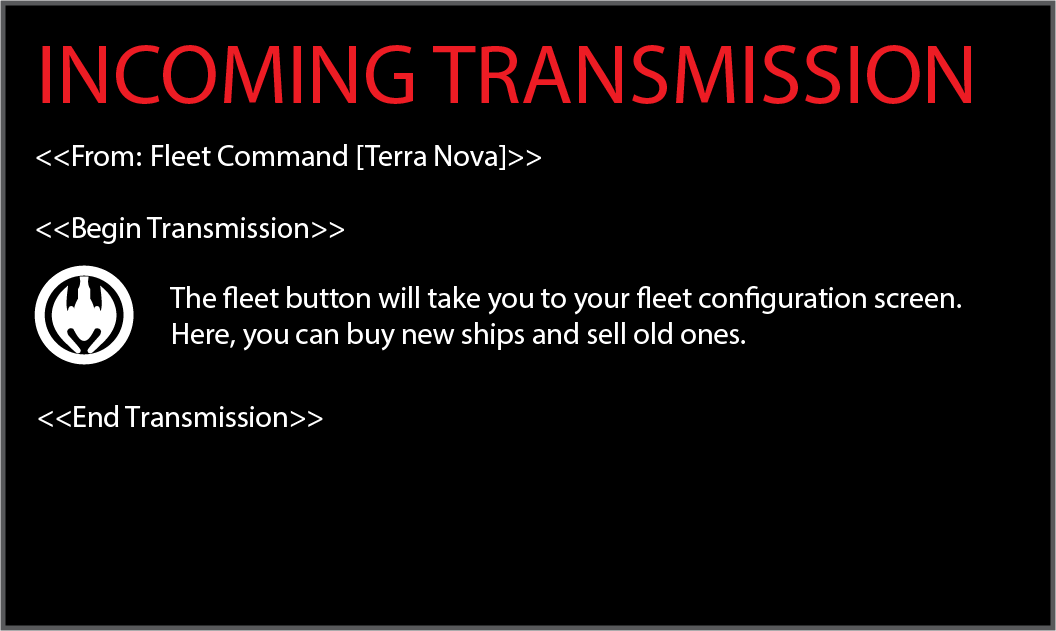 INCOMING TRANSMISSION
<<From: Fleet Command [Terra Nova]>>
<<Begin Transmission>>
The fleet button will take you to your fleet configuration screen.
Here, you can buy new ships and sell old ones.
<<End Transmission>>